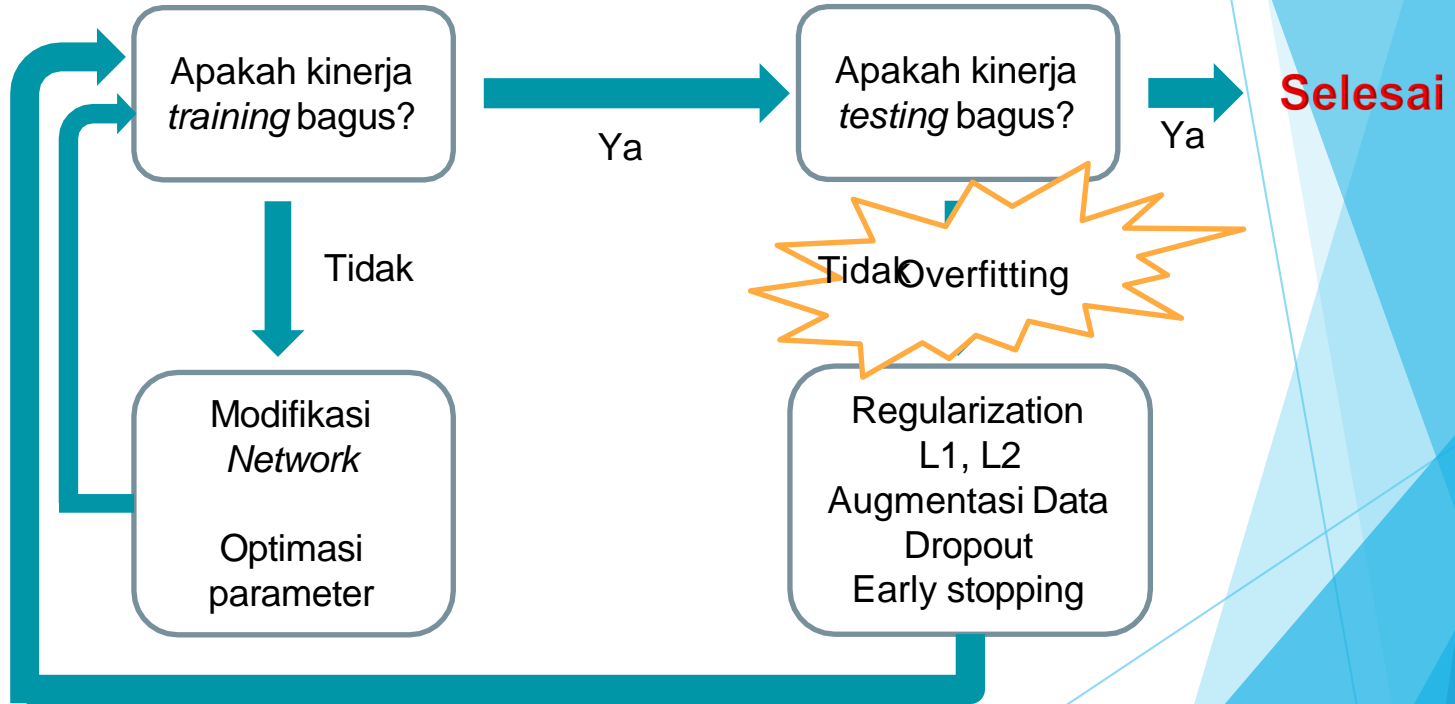 Apakah kinerja
training bagus?
Ya
Apakah kinerja
testing bagus?
Ya
Selesai
Tidak
Tidak
Overfitting
Modifikasi
Network
Optimasi
parameter
Regularization
L1, L2
Augmentasi Data
Dropout
Early stopping